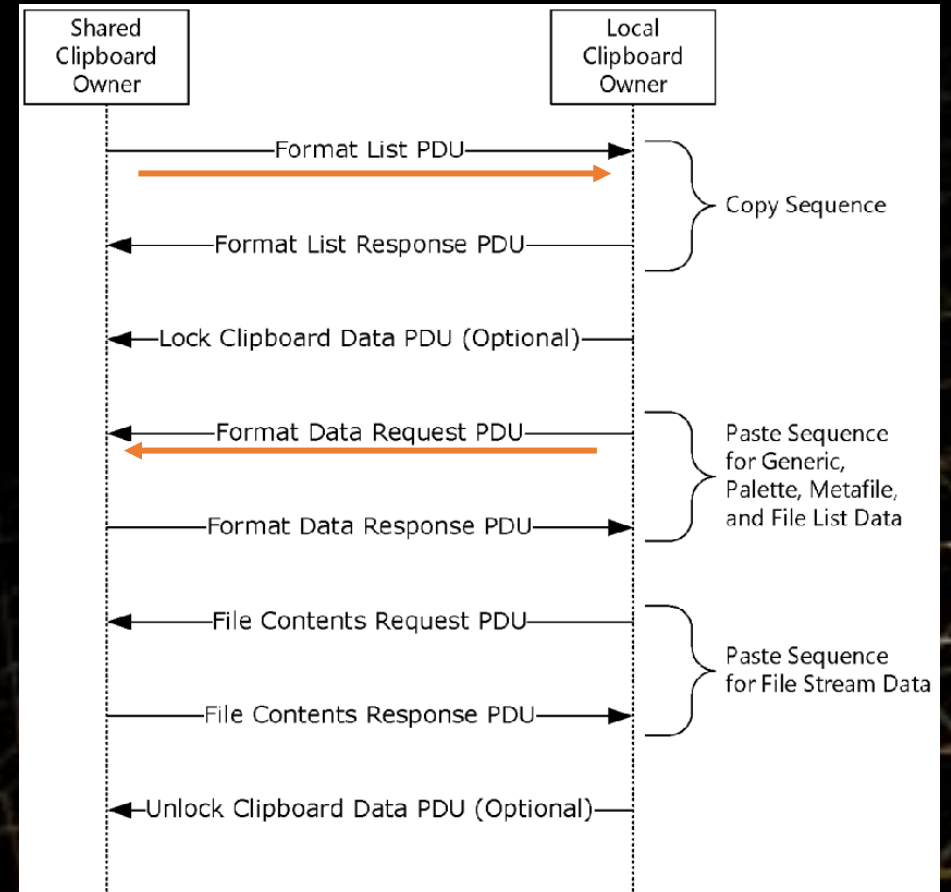 Shared
Clipboard
Owner
Local
Clipboard
Owner
Format List PDU
Copy Sequence
Format List Response PDU
Lock Clipboard Data PDU (Optional)
Format Data Request PDU
Paste Sequence
for Generic,
Palette, Metafile,
and File List Data
Format Data Response PDU
File Contents Request PDU
Paste Sequence
for File Stream Data
File Contents Response PDU
Unlock Clipboard Data PDU (Optional)